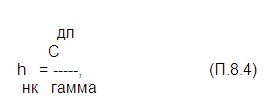 дл
С
h = -----, (П.8.4)
нк гамма